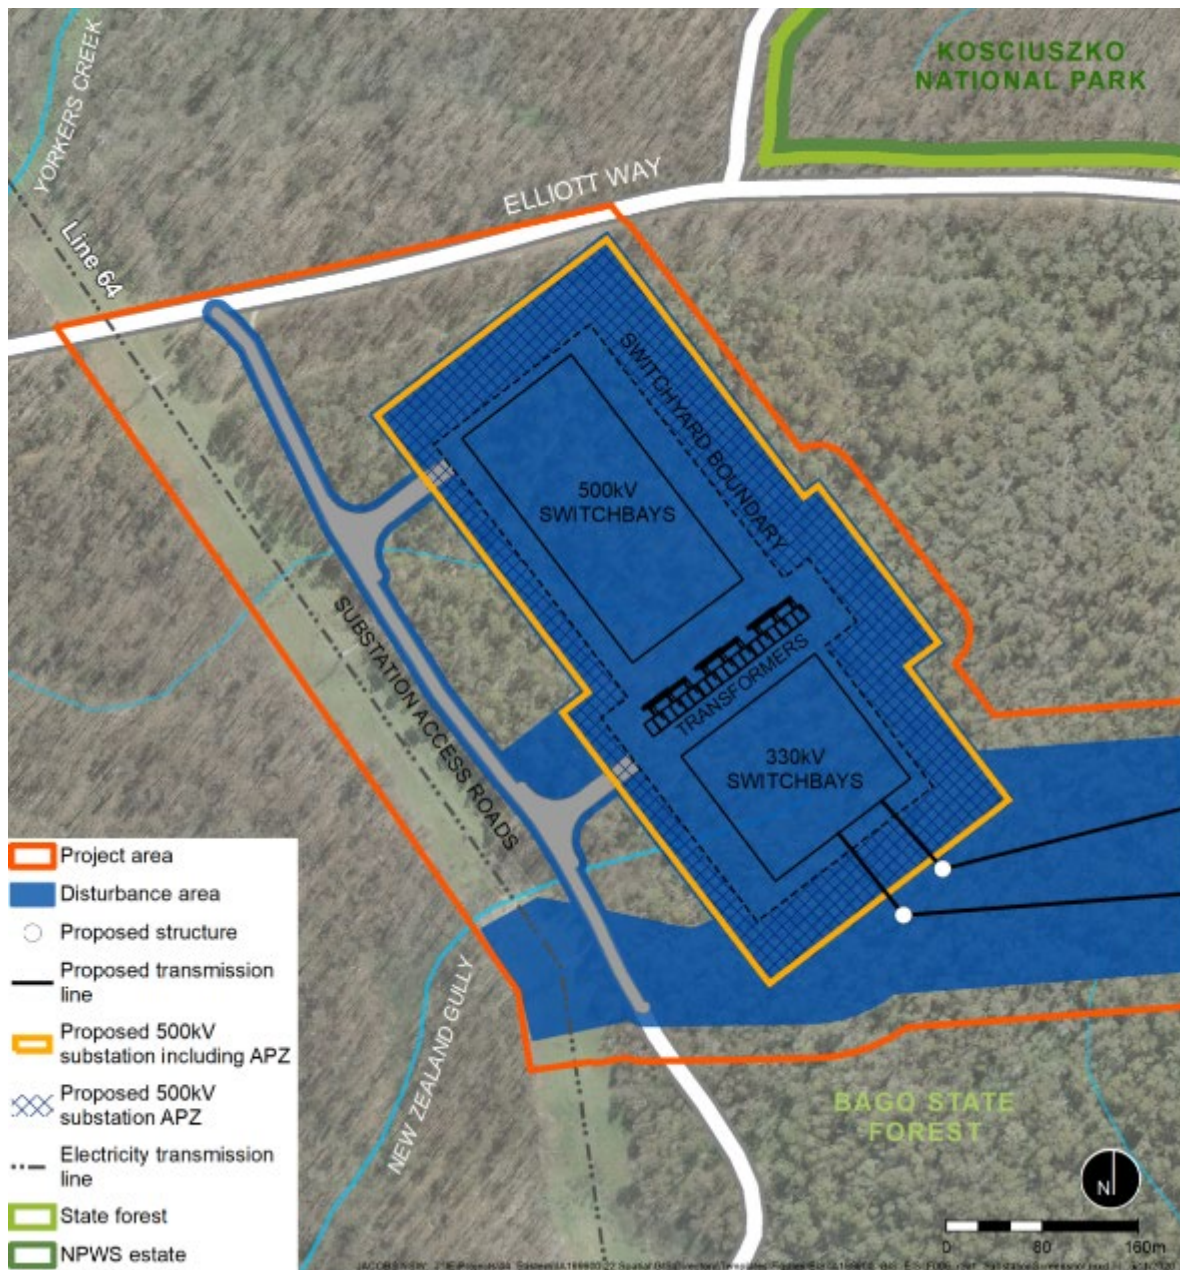 KOSCIUSZKO
NATIONAL PARK
YORKERS CREEK
ELLIOTT WAY
Line 64
SWITCHYARD BOUNDARY
500kV
SWITCHBAYS
SUBSTATION ACCESS ROADS
TRANSFORMERS
330kV
SWITCHBAYS
NEW ZEALAND GULLY
BAGO STATE
FOREST
Project area
Disturbance area
Proposed structure
Proposed transmission
line
Proposed 500kV
substation including APZ
Proposed 500kV
substation APZ
Electricity transmission
line
State forest
NPWS estate
N
0 80 160m